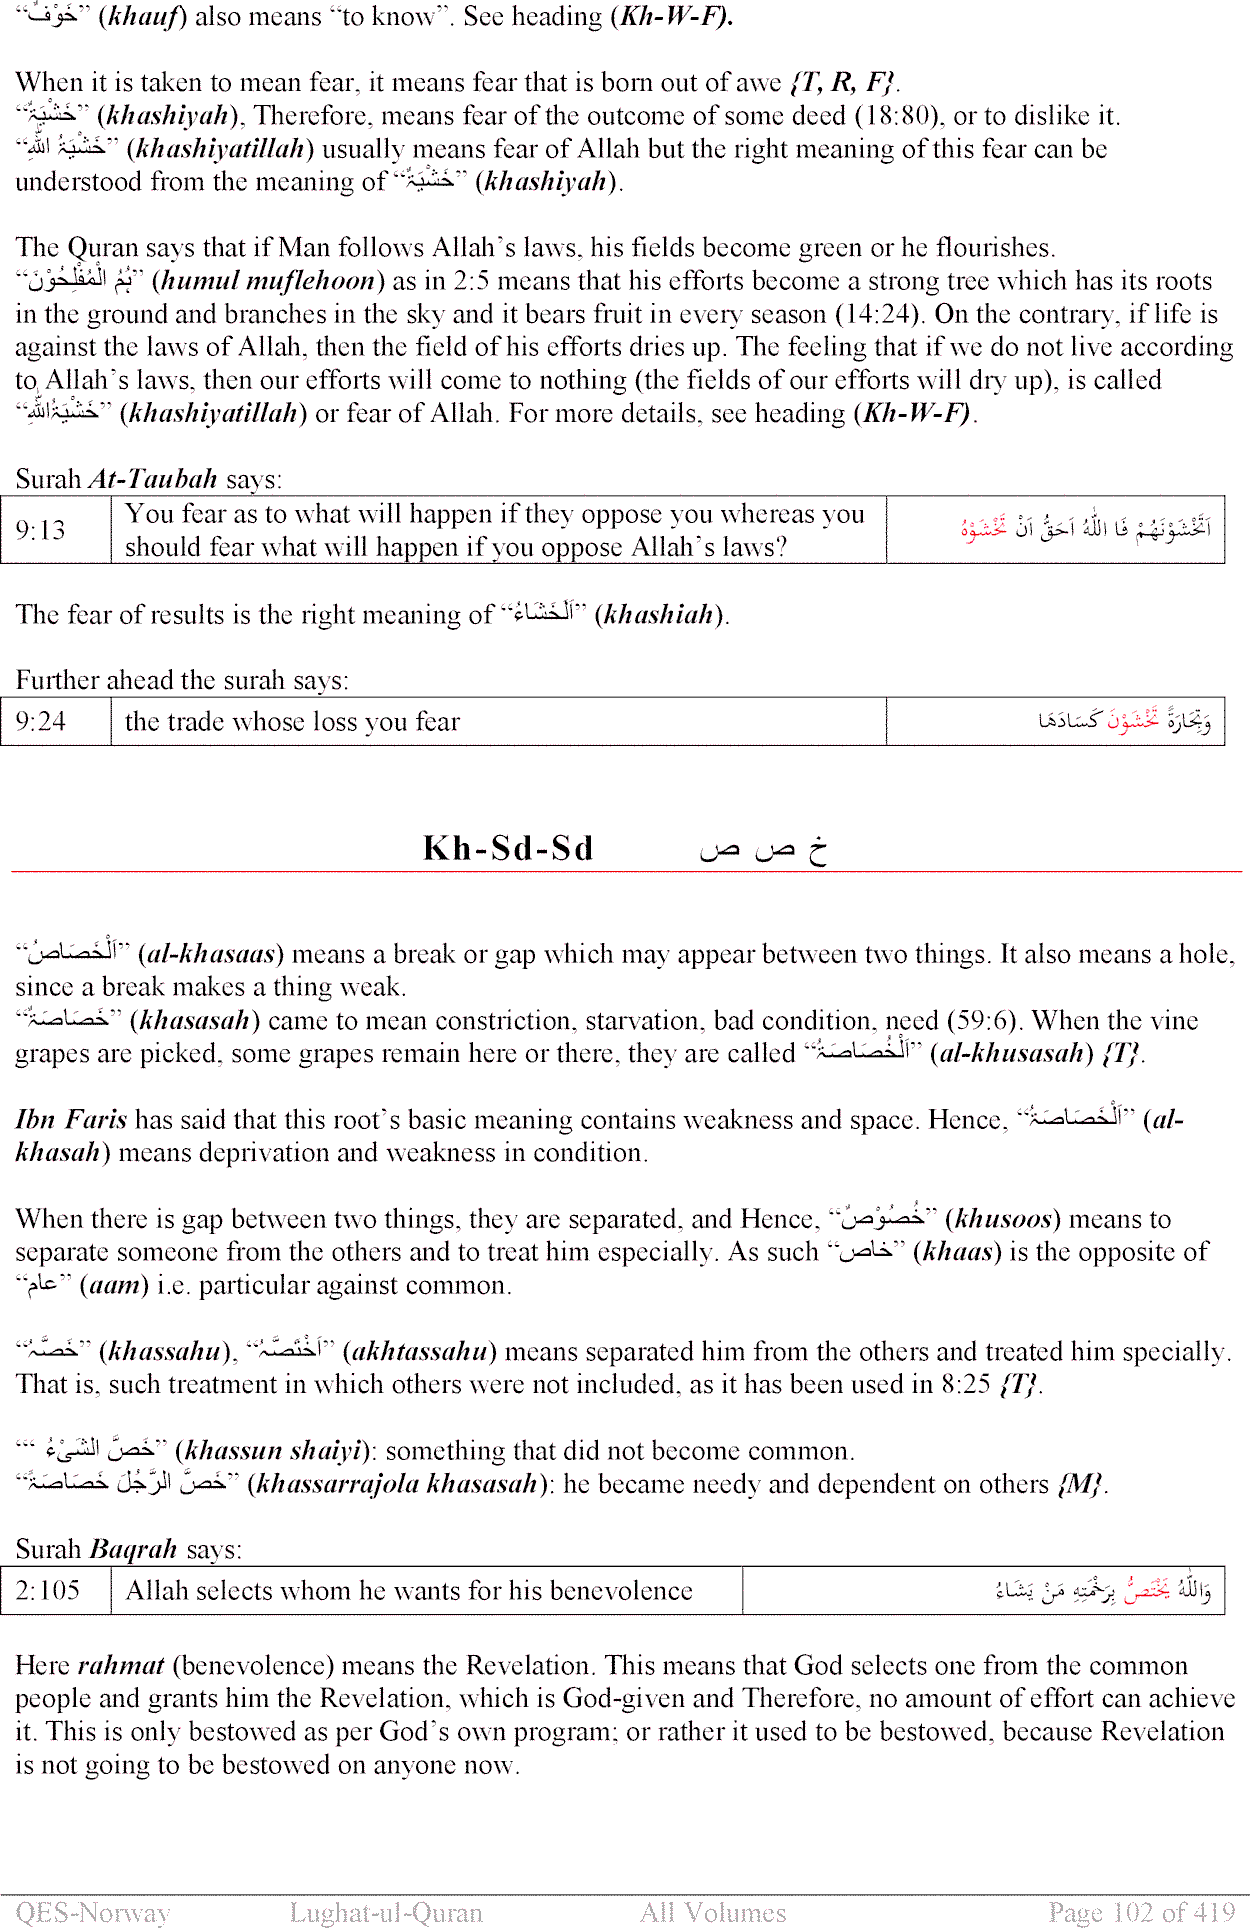 “خَوْفٌ” (khauf) also means “to know”. See heading (Kh-W-F).
When it is taken to mean fear, it means fear that is born out of awe {T, R, F}.
“خَشْيَۃٌ” (khashiyah), Therefore, means fear of the outcome of some deed (18:80), or to dislike it.
“خَشْيَۃُ اللّٰہِ” (khashiyatillah) usually means fear of Allah but the right meaning of this fear can be
understood from the meaning of “خَشْيَۃٌ” (khashiyah).
The Quran says that if Man follows Allah’s laws, his fields become green or he flourishes.
“ہُمُ الْمُفْلِحُوْنَ” (humul muflehoon) as in 2:5 means that his efforts become a strong tree which has its roots
in the ground and branches in the sky and it bears fruit in every season (14:24). On the contrary, if life is
against the laws of Allah, then the field of his efforts dries up. The feeling that if we do not live according
to Allah’s laws, then our efforts will come to nothing (the fields of our efforts will dry up), is called
“خَشْيَۃُاللّٰہِ” (khashiyatillah) or fear of Allah. For more details, see heading (Kh-W-F).
Surah At-Taubah says:
9:13 You fear as to what will happen if they oppose you whereas you
should fear what will happen if you oppose Allah’s laws?
اَتَخْشَوْنَهُمْ فَا اللّٰهُ اَحَقُّ اَنْ تَخْشَوْهُ
The fear of results is the right meaning of “اَلْخَشَاءُ” (khashiah).
Further ahead the surah says:
9:24 the trade whose loss you fear وَتِجَارَةً تَخْشَوْنَ كَسَادَهَا
Kh-Sd-Sd خ ص ص
“اَلْخَصَاصُ” (al-khasaas) means a break or gap which may appear between two things. It also means a hole,
since a break makes a thing weak.
“خَصَاصَۃٌ” (khasasah) came to mean constriction, starvation, bad condition, need (59:6). When the vine
grapes are picked, some grapes remain here or there, they are called “اَلْخُصَاصَۃُ” (al-khusasah) {T}.
Ibn Faris has said that this root’s basic meaning contains weakness and space. Hence, “اَلْخَصَاصَۃُ” (al-
khasah) means deprivation and weakness in condition.
When there is gap between two things, they are separated, and Hence, “خُصُوْصٌ” (khusoos) means to
separate someone from the others and to treat him especially. As such “خاص” (khaas) is the opposite of
“عام” (aam) i.e. particular against common.
“خَصَّہُ” (khassahu), “اَخْتَصَّہُ” (akhtassahu) means separated him from the others and treated him specially.
That is, such treatment in which others were not included, as it has been used in 8:25 {T}.
“‘ خَصَّ الشَیْءُ” (khassun shaiyi): something that did not become common.
“خَصَّ الرَّجُلَ خَصَاصَۃً” (khassarrajola khasasah): he became needy and dependent on others {M}.
Surah Baqrah says:
2:105 Allah selects whom he wants for his benevolence وَاللّٰهُ يَخْتَصُّ بِرَحْمَتِهٖ مَنْ يَشَاءُ
Here rahmat (benevolence) means the Revelation. This means that God selects one from the common
people and grants him the Revelation, which is God-given and Therefore, no amount of effort can achieve
it. This is only bestowed as per God’s own program; or rather it used to be bestowed, because Revelation
is not going to be bestowed on anyone now.
QES-Norway Lughat-ul-Quran All Volumes Page 102 of 419